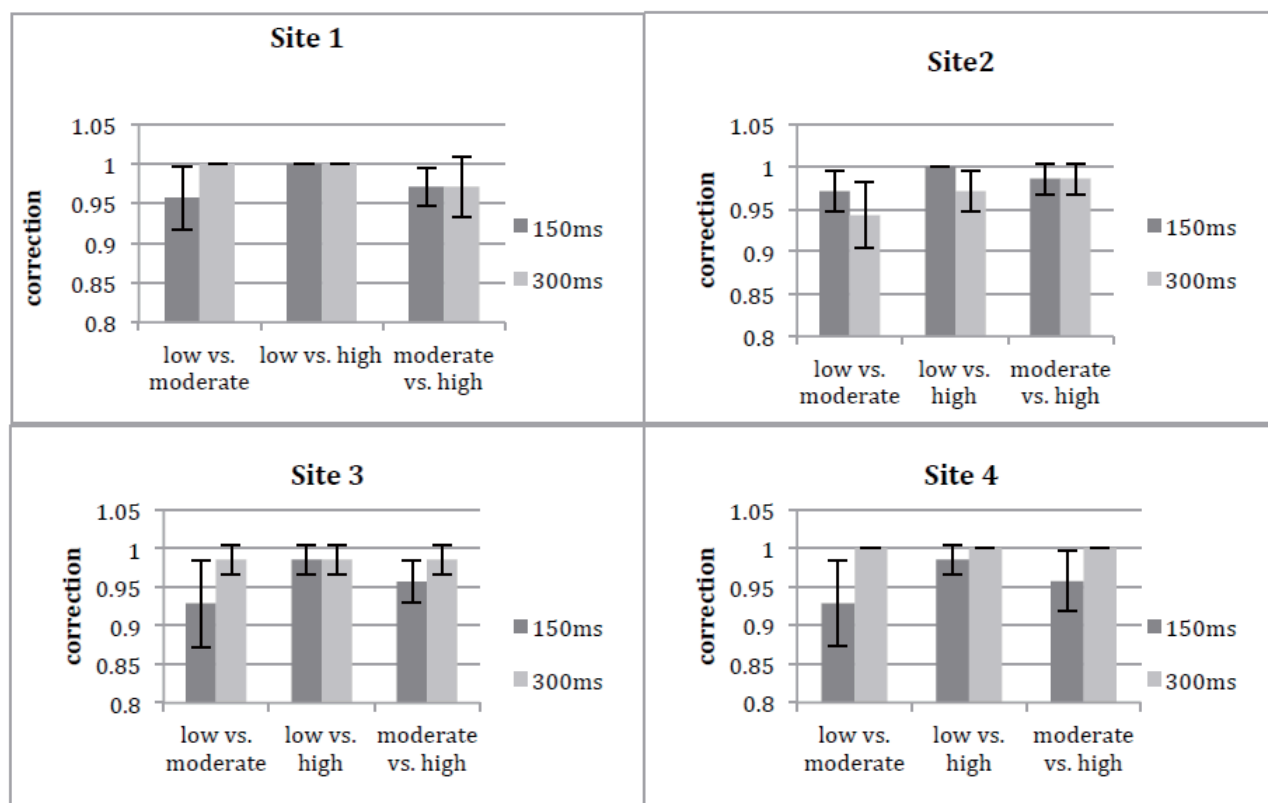 Site 1
correction
1.05
1
0.95
0.9
0.85
0.8
low vs. moderate
low vs. high
moderate vs. high
150ms
300ms
Site2
correction
1.05
1
0.95
0.9
0.85
0.8
low vs. moderate
low vs. high
moderate vs. high
150ms
300ms
Site 3
correction
1.05
1
0.95
0.9
0.85
0.8
low vs. moderate
low vs. high
moderate vs. high
150ms
300ms
Site 4
correction
1.05
1
0.95
0.9
0.85
0.8
low vs. moderate
low vs. high
moderate vs. high
150ms
300ms